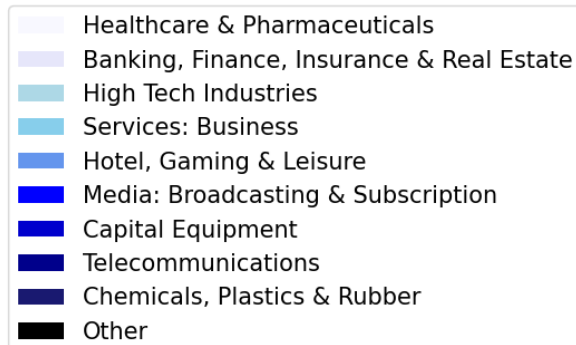 Healthcare & Pharmaceuticals
Banking, Finance, Insurance & Real Estate
High Tech Industries
Services: Business
Hotel, Gaming & Leisure
Media: Broadcasting & Subscription
Capital Equipment
Telecommunications
Chemicals, Plastics & Rubber
Other